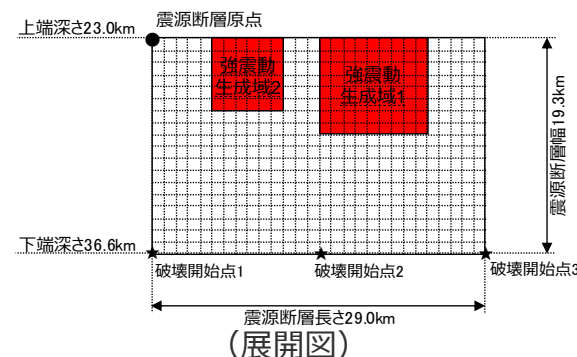 震源断層原点
上端深さ23.0km
強震動
生成域2
強震動
生成域1
震源断層幅19.3km
下端深さ36.6km
破壊開始点1
破壊開始点2
破壊開始点3
震源断層長さ29.0km
(展開図)